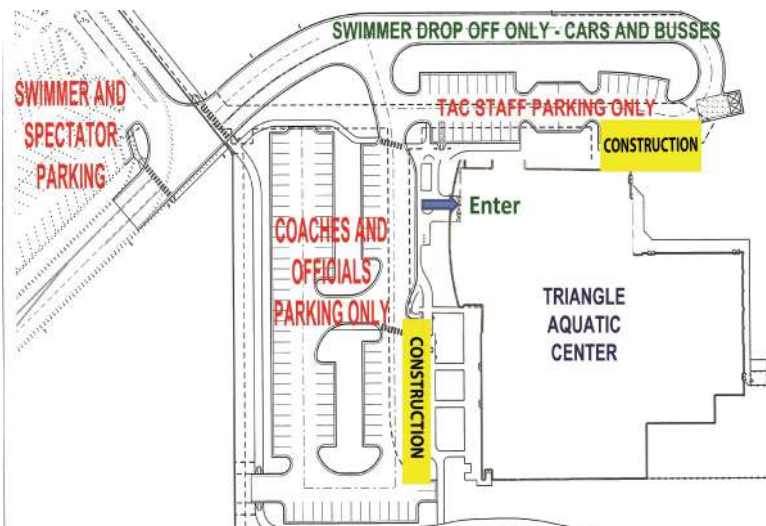 SWIMMER DROP OFF ONLY - CARS AND BUSSES
SWIMMER AND
SPECTATOR
PARKING
TAC STAFF PARKING ONLY
CONSTRUCTION
Enter
COACHES AND
OFFICIALS
PARKING ONLY
CONSTRUCTION
TRIANGLE
AQUATIC
CENTER